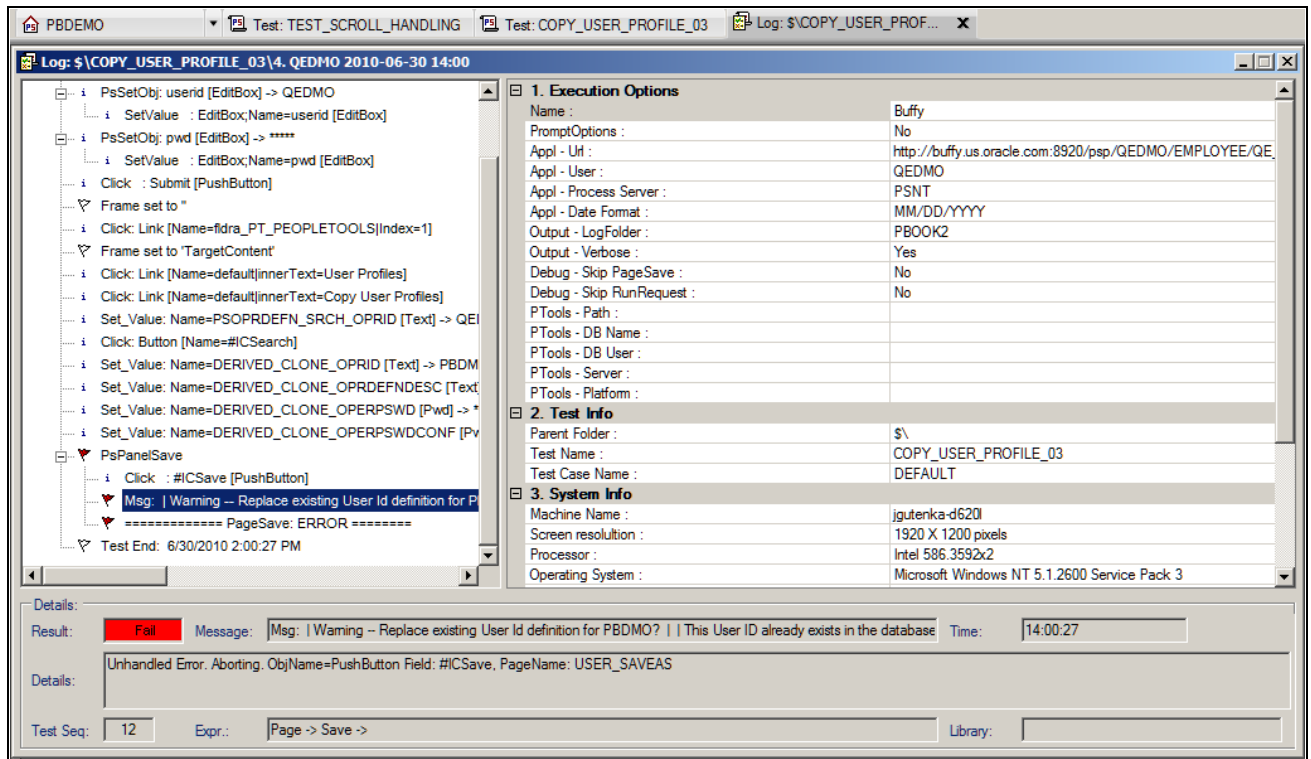 PBDEMO
Test: TEST_SCROLL_HANDLING
Test: COPY_USER_PROFILE_03
Log: $\COPY_USER_PROF...
Log: $\COPY_USER_PROFILE_03\4. QEDMO 2010-06-30 14:00
PsSetObj: userid [EditBox] -> QEDMO
SetValue : EditBox;Name=userid [EditBox]
PsSetObj: pwd [EditBox] -> *****
SetValue : EditBox;Name=pwd [EditBox]
Click : Submit [PushButton]
Frame set to ''
Click: Link [Name=fldra_PT_PEOPLETOOLS|Index=1]
Frame set to 'TargetContent'
Click: Link [Name=default|innerText=User Profiles]
Click: Link [Name=default|innerText=Copy User Profiles]
Set_Value: Name=PSOPRDEFN_SRCH_OPRID [Text] -> QE
Click: Button [Name=#ICSearch]
Set_Value: Name=DERIVED_CLONE_OPRID [Text] -> PBDM
Set_Value: Name=DERIVED_CLONE_OPRDEFNDESC [Text
Set_Value: Name=DERIVED_CLONE_OPERPSWD [Pwd] -> *
Set_Value: Name=DERIVED_CLONE_OPERPSWDCONF [Pw
PsPanelSave
Click : #ICSave [PushButton]
Msg: | Warning -- Replace existing User Id definition for P
============= PageSave: ERROR ========
Test End: 6/30/2010 2:00:27 PM
1. Execution Options
Name : Buffy
PromptOptions : No
Appl - Url : http://buffy.us.oracle.com:8920/psp/QEDMO/EMPLOYEE/QE_
Appl - User : QEDMO
Appl - Process Server : PSNT
Appl - Date Format : MM/DD/YYYY
Output - LogFolder : PBOOK2
Output - Verbose : Yes
Debug - Skip PageSave : No
Debug - Skip RunRequest : No
PTools - Path :
PTools - DB Name :
PTools - DB User :
PTools - Server :
PTools - Platform :
2. Test Info
Parent Folder : $\
Test Name : COPY_USER_PROFILE_03
Test Case Name : DEFAULT
3. System Info
Machine Name : jgutenka-d620l
Screen resolultion : 1920 X 1200 pixels
Processor : Intel 586.3592x2
Operating System : Microsoft Windows NT 5.1.2600 Service Pack 3
Details:
Result: Fail Message: Msg: | Warning -- Replace existing User Id definition for PBDMO? | | This User ID already exists in the database Time: 14:00:27
Details: Unhandled Error. Aborting. ObjName=PushButton Field: #ICSave, PageName: USER_SAVEAS
Test Seq: 12 Expr.: Page -> Save -> Library: